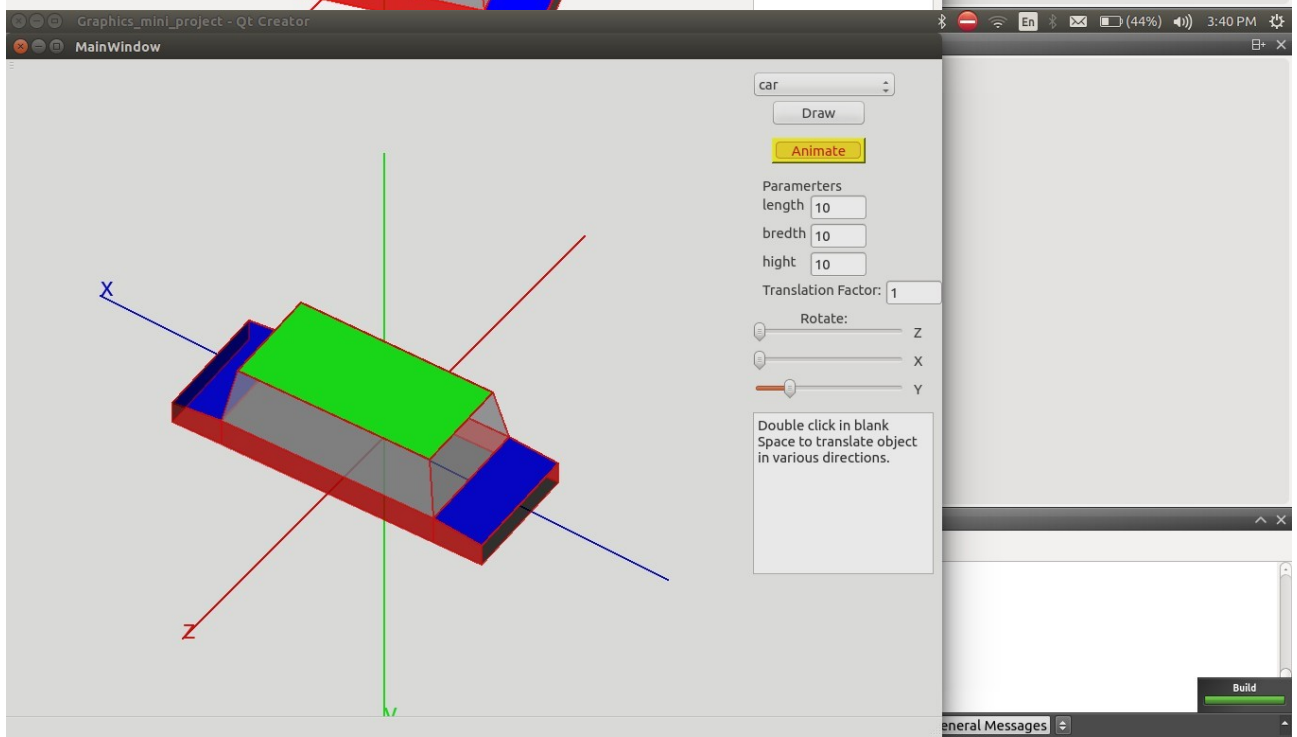 Graphics_mini_project - Qt Creator
En
(44%)
3:40 PM
MainWindow
car
Draw
Animate
Paramerters
length 10
bredth 10
hight 10
Translation Factor: 1
Rotate:
Z
X
Y
Double click in blank
Space to translate object
in various directions.
X
Z
Build
eneral Messages